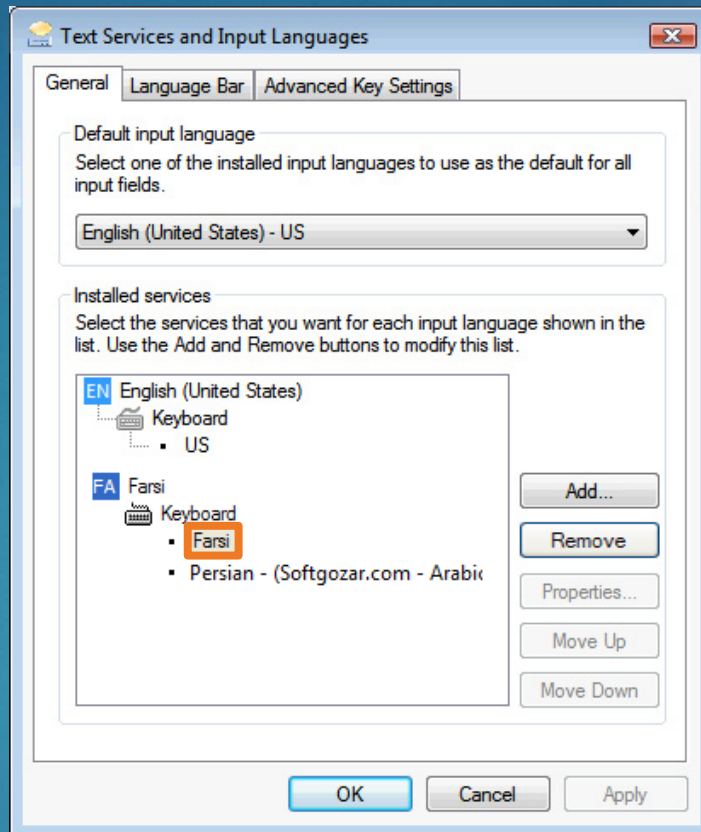 Text Services and Input Languages
General
Language Bar
Advanced Key Settings
Default input language
Select one of the installed input languages to use as the default for all
input fields.
English (United States) - US
Installed services
Select the services that you want for each input language shown in the
list. Use the Add and Remove buttons to modify this list.
EN English (United States)
Keyboard
US
FA Farsi
Keyboard
Farsi
Persian - (Softgozar.com - Arabic
Add...
Remove
Properties...
Move Up
Move Down
OK
Cancel
Apply